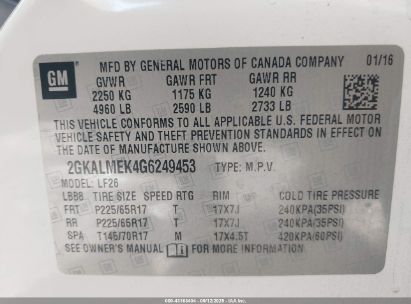 GM
MFD BY GENERAL MOTORS OF CANADA COMPANY 01/16
GVWR GAWR FRT GAWR RR
2250 KG 1175 KG 1240 KG
4960 LB 2590 LB 2733 LB
THIS VEHICLE CONFORMS TO ALL APPLICABLE U.S. FEDERAL MOTOR
VEHICLE SAFETY AND THEFT PREVENTION STANDARDS IN EFFECT ON
THE DATE OF MANUFACTURE SHOWN ABOVE.
2GKALMEK4G6249453 TYPE: M.P.V.
MODEL: LF26
TIRE SIZE SPEED RTG RIM COLD TIRE PRESSURE
FRT P225/65R17 T 17X7J 240KPA(35PSI)
RR P225/65R17 T 17X7J 240KPA(35PSI)
SPA T145/70R17 M 17X4.5T 420KPA(60PSI)
SEE OWNER'S MANUAL FOR ADDITIONAL INFORMATION.